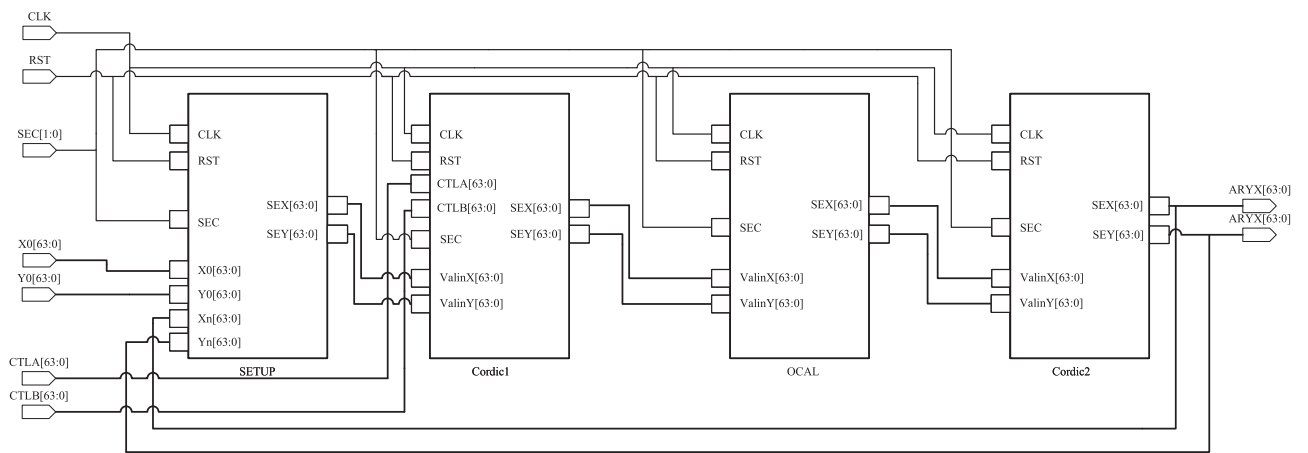 CLK
RST
SEC[1:0]
X0[63:0]
Y0[63:0]
CTLA[63:0]
CTLB[63:0]
CLK
RST
SEC
X0[63:0]
Y0[63:0]
Xn[63:0]
Yn[63:0]
SEX[63:0]
SEY[63:0]
SETUP
CLK
RST
CTLA[63:0]
CTLB[63:0]
SEC
ValinX[63:0]
ValinY[63:0]
SEX[63:0]
SEY[63:0]
Cordic1
CLK
RST
SEC
ValinX[63:0]
ValinY[63:0]
SEX[63:0]
SEY[63:0]
OCAL
CLK
RST
SEC
ValinX[63:0]
ValinY[63:0]
SEX[63:0]
SEY[63:0]
Cordic2
ARYX[63:0]
ARYX[63:0]